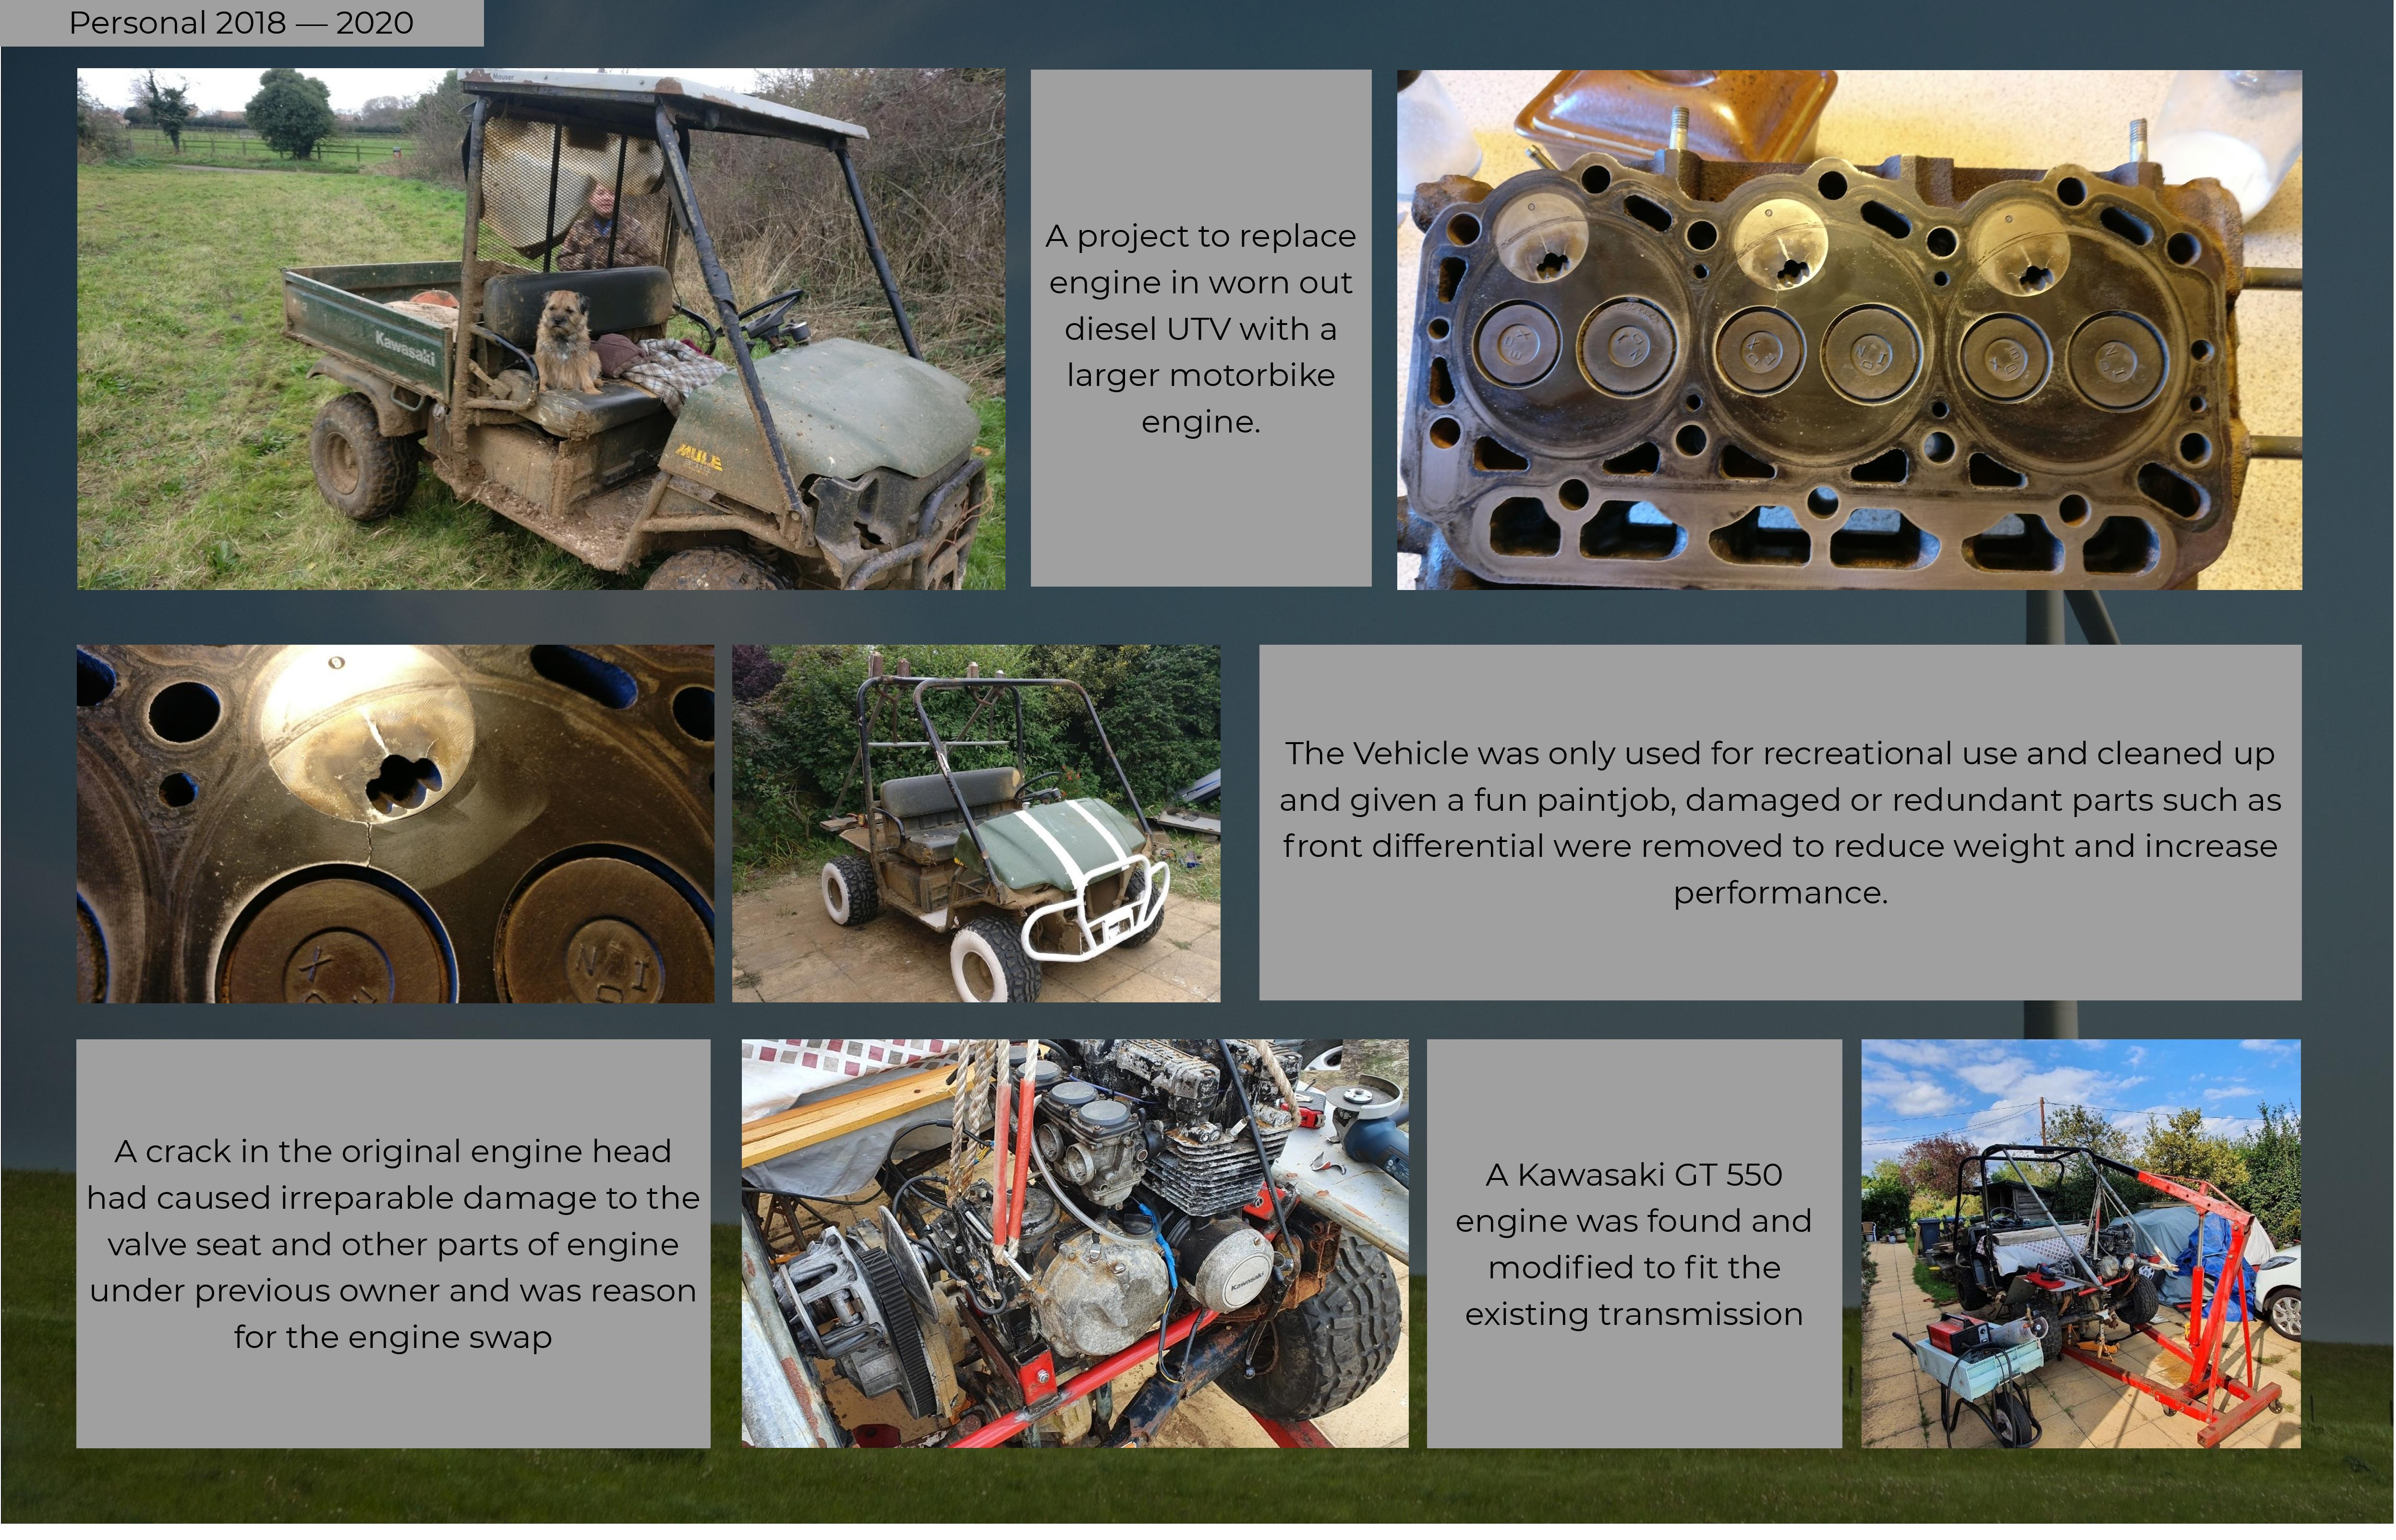 Personal 2018 — 2020
Mouser
Kawasaki
MULE
A project to replace
engine in worn out
diesel UTV with a
larger motorbike
engine.
The Vehicle was only used for recreational use and cleaned up
and given a fun paintjob, damaged or redundant parts such as
front differential were removed to reduce weight and increase
performance.
A crack in the original engine head
had caused irreparable damage to the
valve seat and other parts of engine
under previous owner and was reason
for the engine swap
Kawasaki
A Kawasaki GT 550
engine was found and
modified to fit the
existing transmission